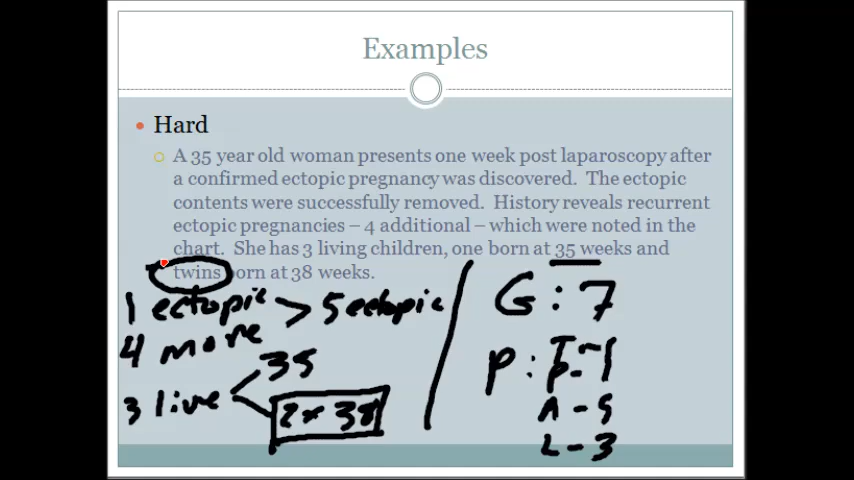 Examples
Hard
A 35 year old woman presents one week post laparoscopy after
a confirmed ectopic pregnancy was discovered. The ectopic
contents were successfully removed. History reveals recurrent
ectopic pregnancies – 4 additional – which were noted in the
chart. She has 3 living children, one born at 35 weeks and
twins born at 38 weeks.
1 ectopic > 5 ectopic
4 more
3 live < 35
2 x 38
G: 7
P: T - 1
P - 1
A - 5
L - 3